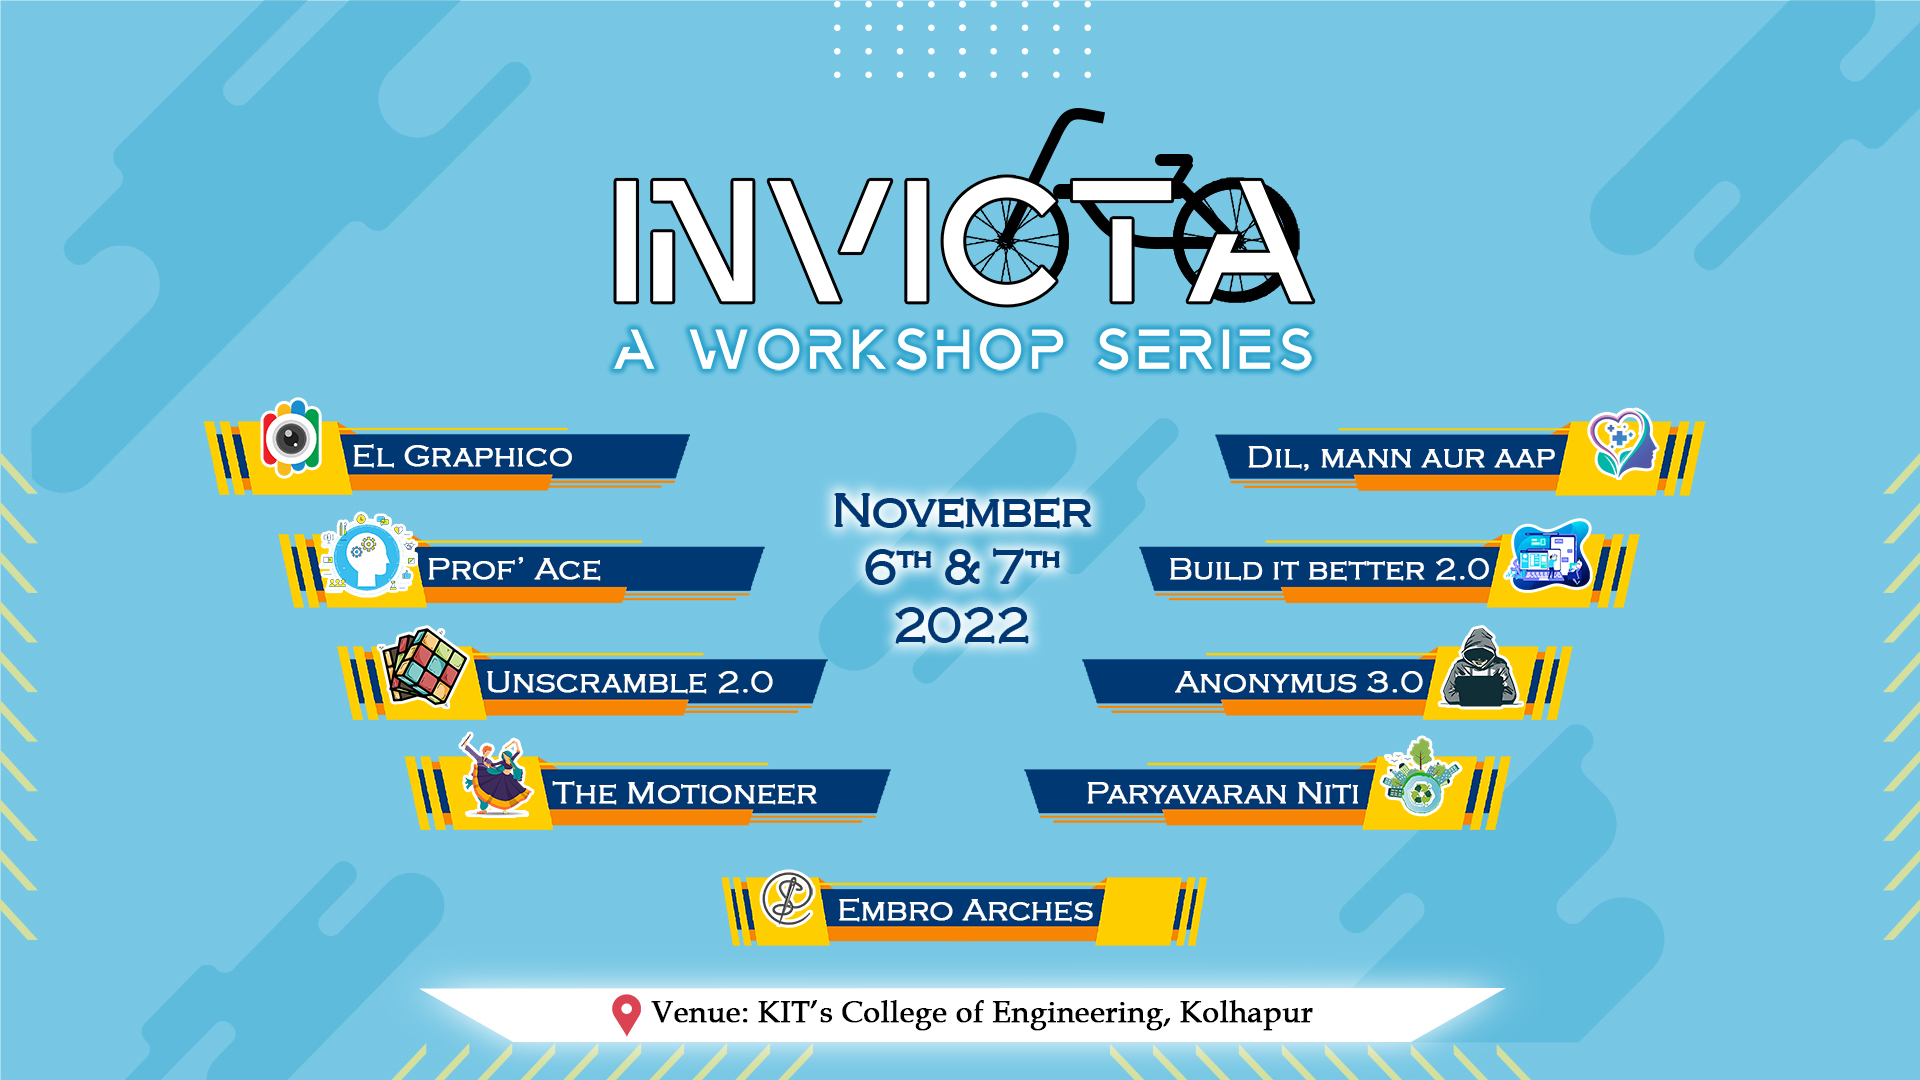 INVICTA
A WORKSHOP SERIES
El Graphico
Prof' Ace
Unscramble 2.0
The Motioneer
November
6th & 7th
2022
Dil, mann aur aap
Build it better 2.0
Anonymus 3.0
Paryavaran Niti
Embro Arches
Venue: KIT's College of Engineering, Kolhapur